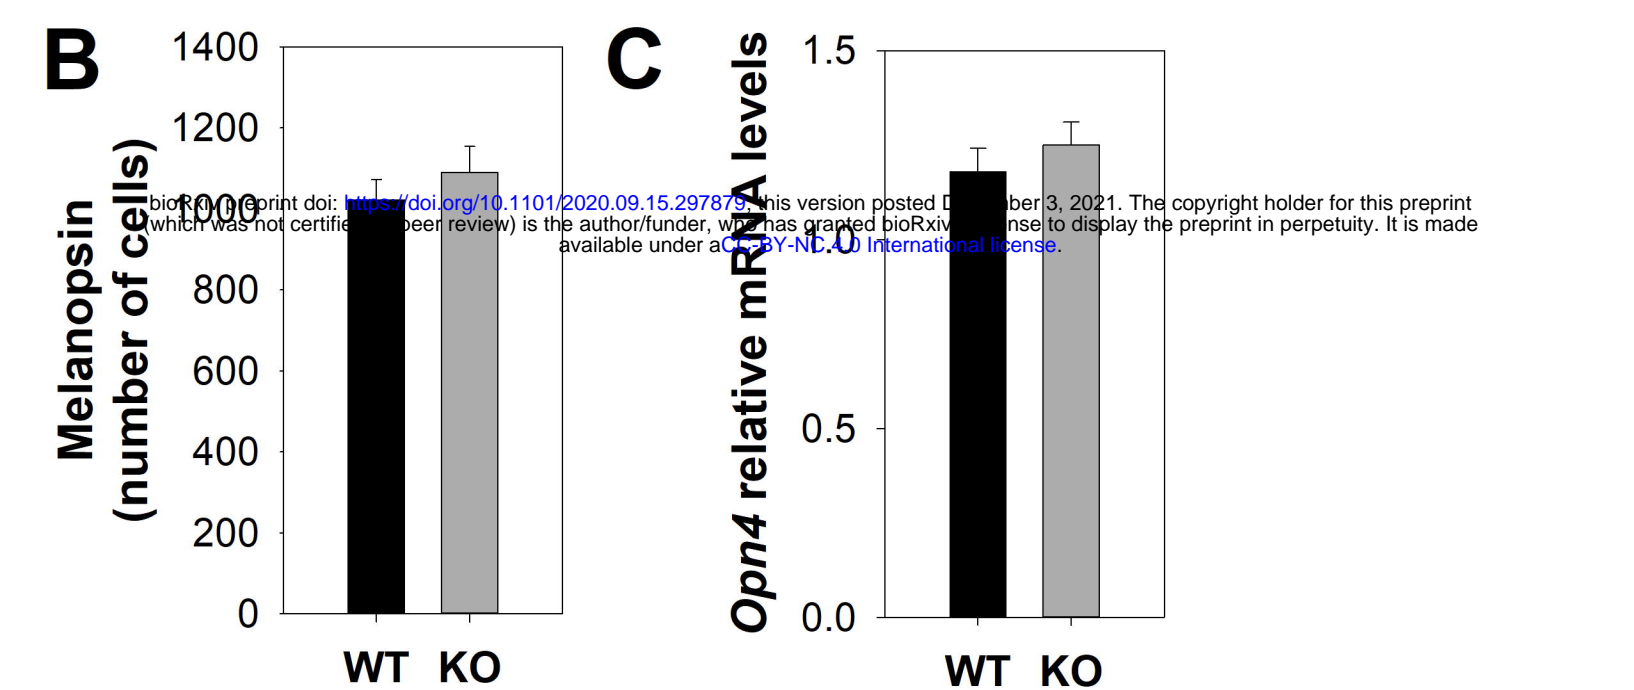 B
1400
1200
1000
800
600
400
200
0
Melanopsin
(number of cells)
WT KO
C
1.5
1.0
0.5
0.0
Opn4 relative mRNA levels
WT KO
bioRxiv preprint doi: https://doi.org/10.1101/2020.09.15.297879; this version posted 3, 2021. The copyright holder for this preprint
(which was not peer review) is the author/funder, who has granted bioRxiv to display the preprint in perpetuity. It is made
available under aCC-BY-NC 4.0 International license.